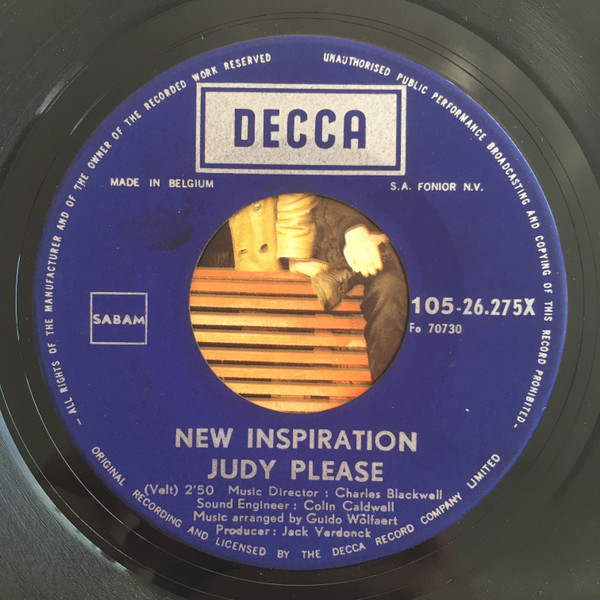 - ALL RIGHTS OF THE MANUFACTURER AND OF THE OWNER OF THE RECORDED WORK RESERVED
UNAUTHORISED PUBLIC PERFORMANCE BROADCASTING AND COPYING OF THIS RECORD PROHIBITED-
DECCA
MADE IN BELGIUM
S.A. FONIOR N.V.
SABAM
105-26.275X
Fo 70730
NEW INSPIRATION
JUDY PLEASE
(Velt) 2'50 Music Director : Charles Blackwell
Sound Engineer : Colin Caldwell
Music arranged by Guido Wölfaert
Producer : Jack Verdonck
ORIGINAL RECORDING AND LICENSED BY THE DECCA RECORD COMPANY LIMITED